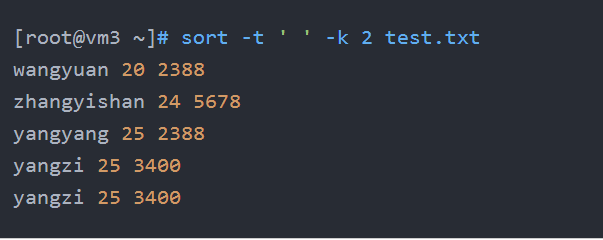 [root@vm3 ~]# sort -t ' ' -k 2 test.txt
wangyuan 20 2388
zhangyishan 24 5678
yangyang 25 2388
yangzi 25 3400
yangzi 25 3400